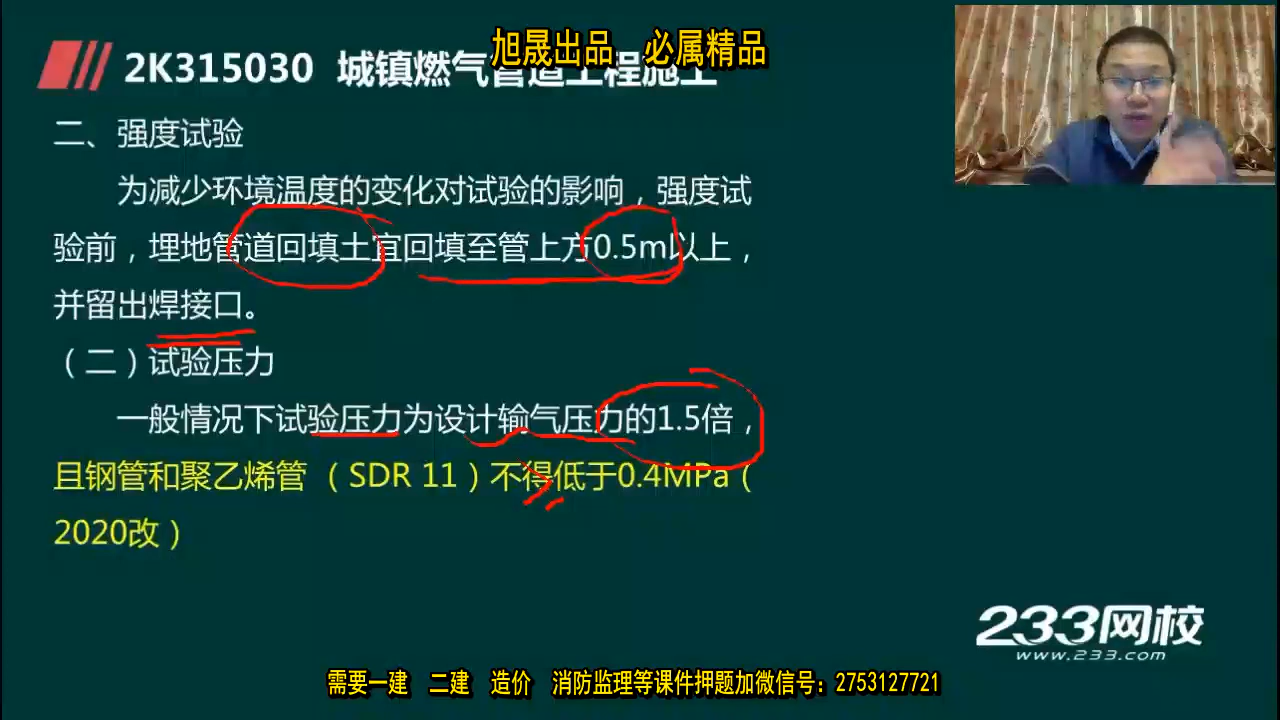 旭晟出品 必属精品
2K315030 城镇燃气管道工程施工
二、强度试验
为减少环境温度的变化对试验的影响，强度试
验前，埋地管道回填土宜回填至管上方0.5m以上，
并留出焊接口。
（二）试验压力
一般情况下试验压力为设计输气压力的1.5倍，
且钢管和聚乙烯管（SDR 11）不得低于0.4MPa（
2020改）
233网校
www.233.com
需要一建 二建 造价 消防监理等课件押题加微信号：2753127721